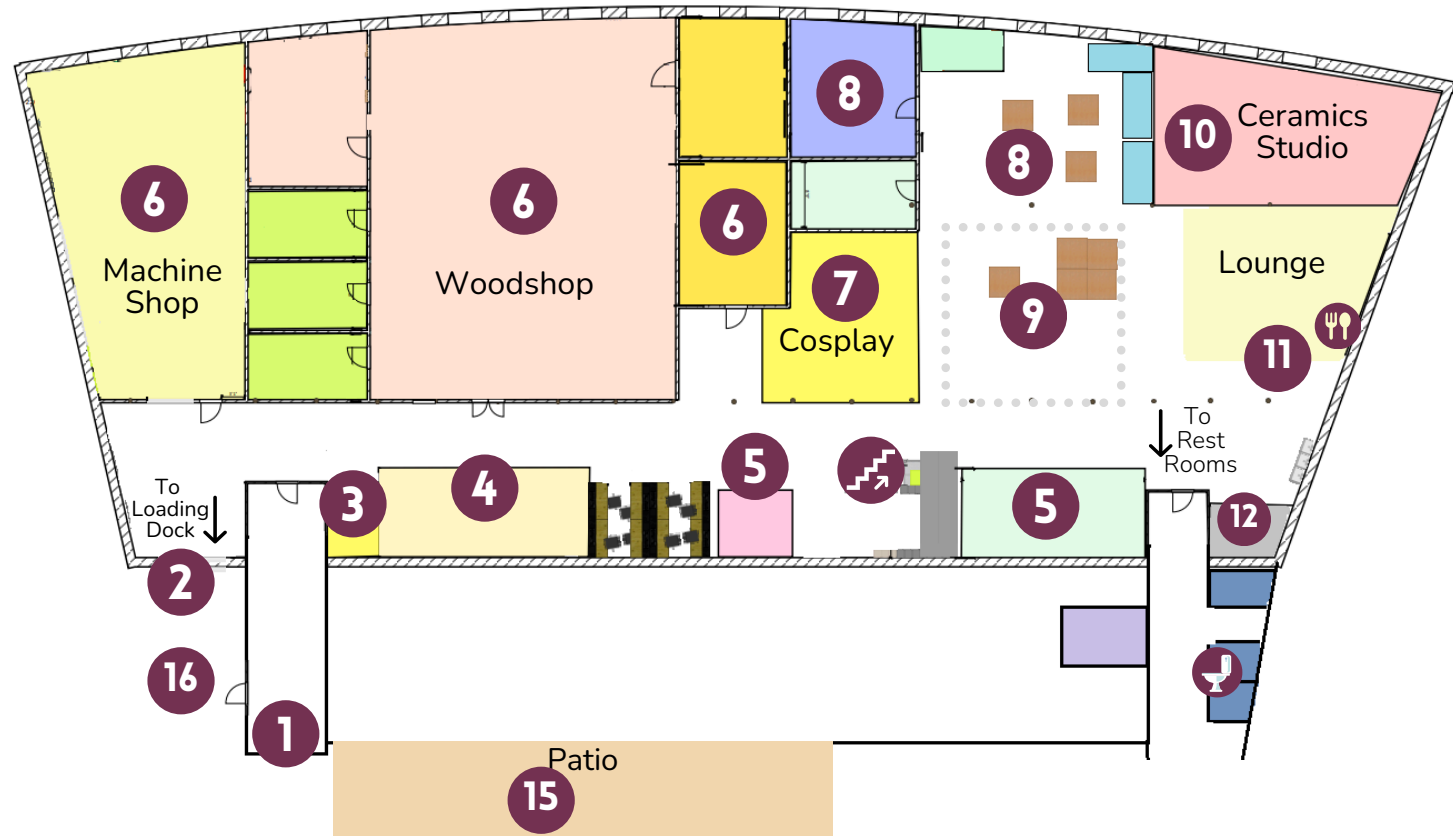 6
Machine
Shop
6
Woodshop
6
8
7
Cosplay
8
9
10
Ceramics
Studio
Lounge
11
To
Rest
Rooms
To
Loading
Dock
3
4
5
5
12
2
16
1
Patio
15